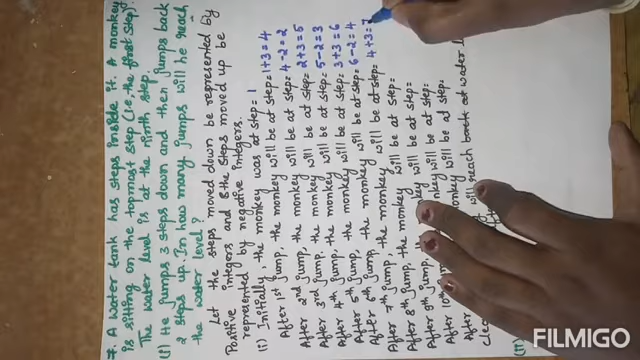 7. A water tank has steps inside it. A monkey
is sitting on the topmost step (i.e, the first step).
The water level is at the ninth step.
(i) He jumps 3 steps down and then jumps back
2 steps up. In how many jumps will he reach
the water level?
Let the steps moved down be represented by
Positive integers and the steps moved up be
represented by negative integers.
(i) Initially, the monkey was at step= 1
After 1st jump, the monkey will be at step= 1+3=4
After jump, the monkey will be at step= 4-2=2
After 2nd jump, the monkey will be at step= 2+3=5
After 3rd jump, the monkey will be at step= 5-2=3
After 4th jump, the monkey will be at step= 3+3=6
After 5th jump, the monkey will be at step= 6-2=4
After 6th jump, the monkey will be at step= 4+3=7
After 7th jump, the monkey will be at step=
After 8th jump, the monkey will be at step=
After 9th jump, the will be at step=
After 10th will be at step=
After will reach back at water
(ii)
FILMIGO